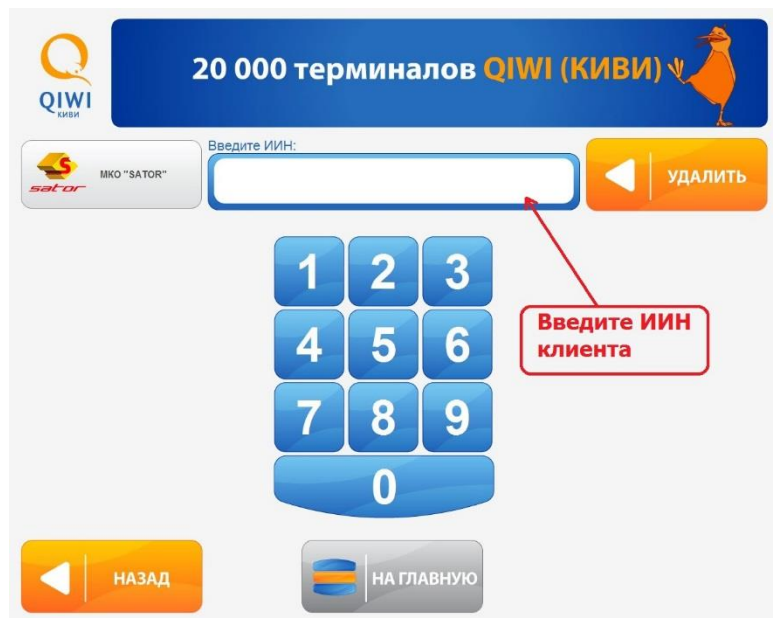 20 000 терминалов QIWI (КИВИ)
QIWI
КИВИ
Введите ИИН:
sator
МКО "SATOR"
УДАЛИТЬ
1 2 3
Введите ИИН
клиента
4 5 6
7 8 9
0
НАЗАД
НА ГЛАВНУЮ